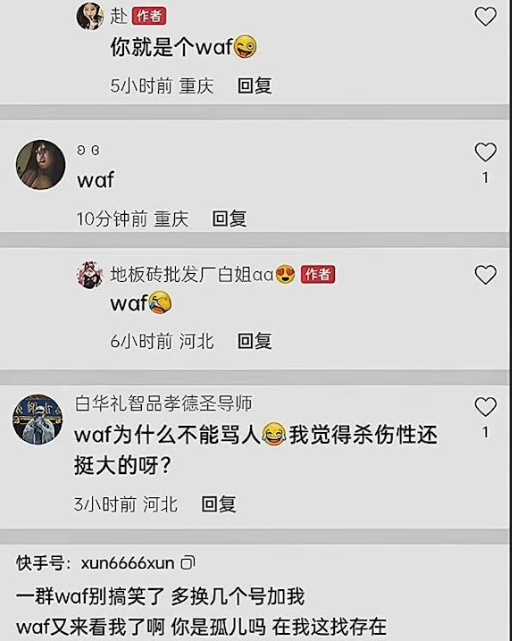 赴 作者
你就是个waf😜
5小时前 重庆 回复
ʚ ɞ
waf
1
10分钟前 重庆 回复
地板砖批发厂白姐αα😍 作者
waf🤣
6小时前 河北 回复
白华礼智品孝德圣导师
waf为什么不能骂人😂我觉得杀伤性还
挺大的呀？
1
3小时前 河北 回复
快手号：xun6666xun
一群waf别搞笑了 多换几个号加我
waf又来看我了啊 你是孤儿吗 在我这找存在